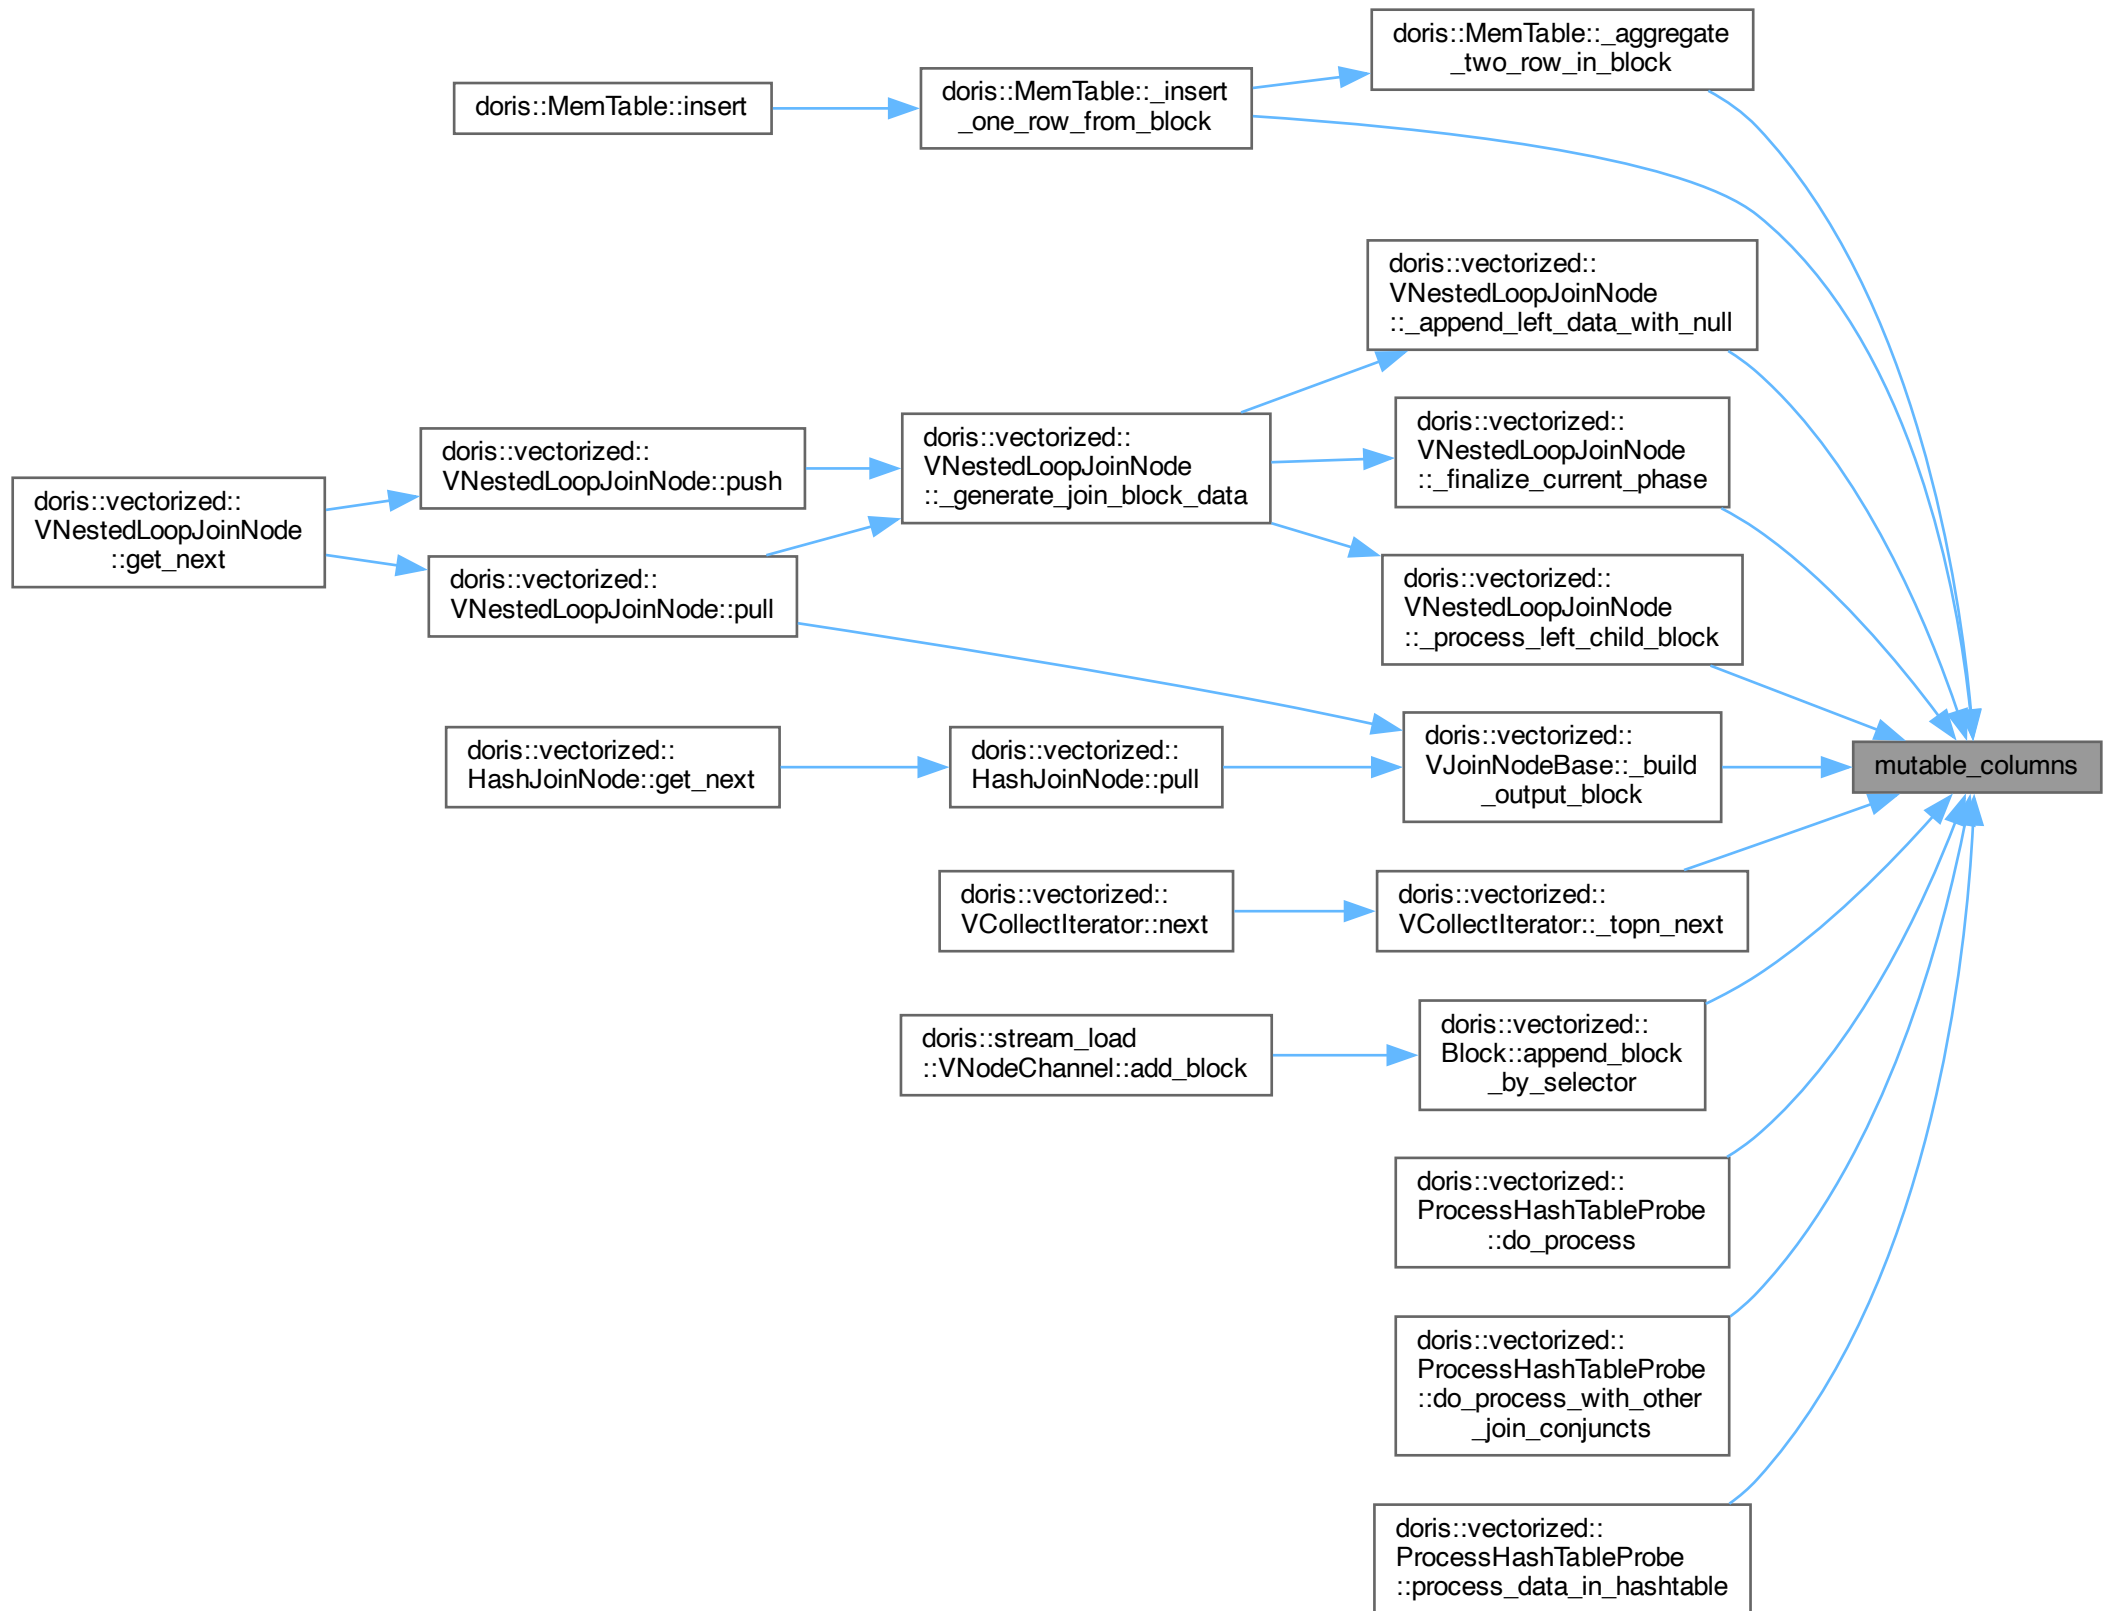 doris::MemTable::_aggregate
_two_row_in_block
doris::MemTable::insert
doris::MemTable::_insert
_one_row_from_block
doris::vectorized::
VNestedLoopJoinNode
::_append_left_data_with_null
doris::vectorized::
VNestedLoopJoinNode
::get_next
doris::vectorized::
VNestedLoopJoinNode::push
doris::vectorized::
VNestedLoopJoinNode
::_generate_join_block_data
doris::vectorized::
VNestedLoopJoinNode
::_finalize_current_phase
doris::vectorized::
VNestedLoopJoinNode::pull
doris::vectorized::
VNestedLoopJoinNode
::_process_left_child_block
doris::vectorized::
HashJoinNode::get_next
doris::vectorized::
HashJoinNode::pull
doris::vectorized::
VJoinNodeBase::_build
_output_block
mutable_columns
doris::vectorized::
VCollectIterator::next
doris::vectorized::
VCollectIterator::_topn_next
doris::stream_load
::VNodeChannel::add_block
doris::vectorized::
Block::append_block
_by_selector
doris::vectorized::
ProcessHashTableProbe
::do_process
doris::vectorized::
ProcessHashTableProbe
::do_process_with_other
_join_conjuncts
doris::vectorized::
ProcessHashTableProbe
::process_data_in_hashtable